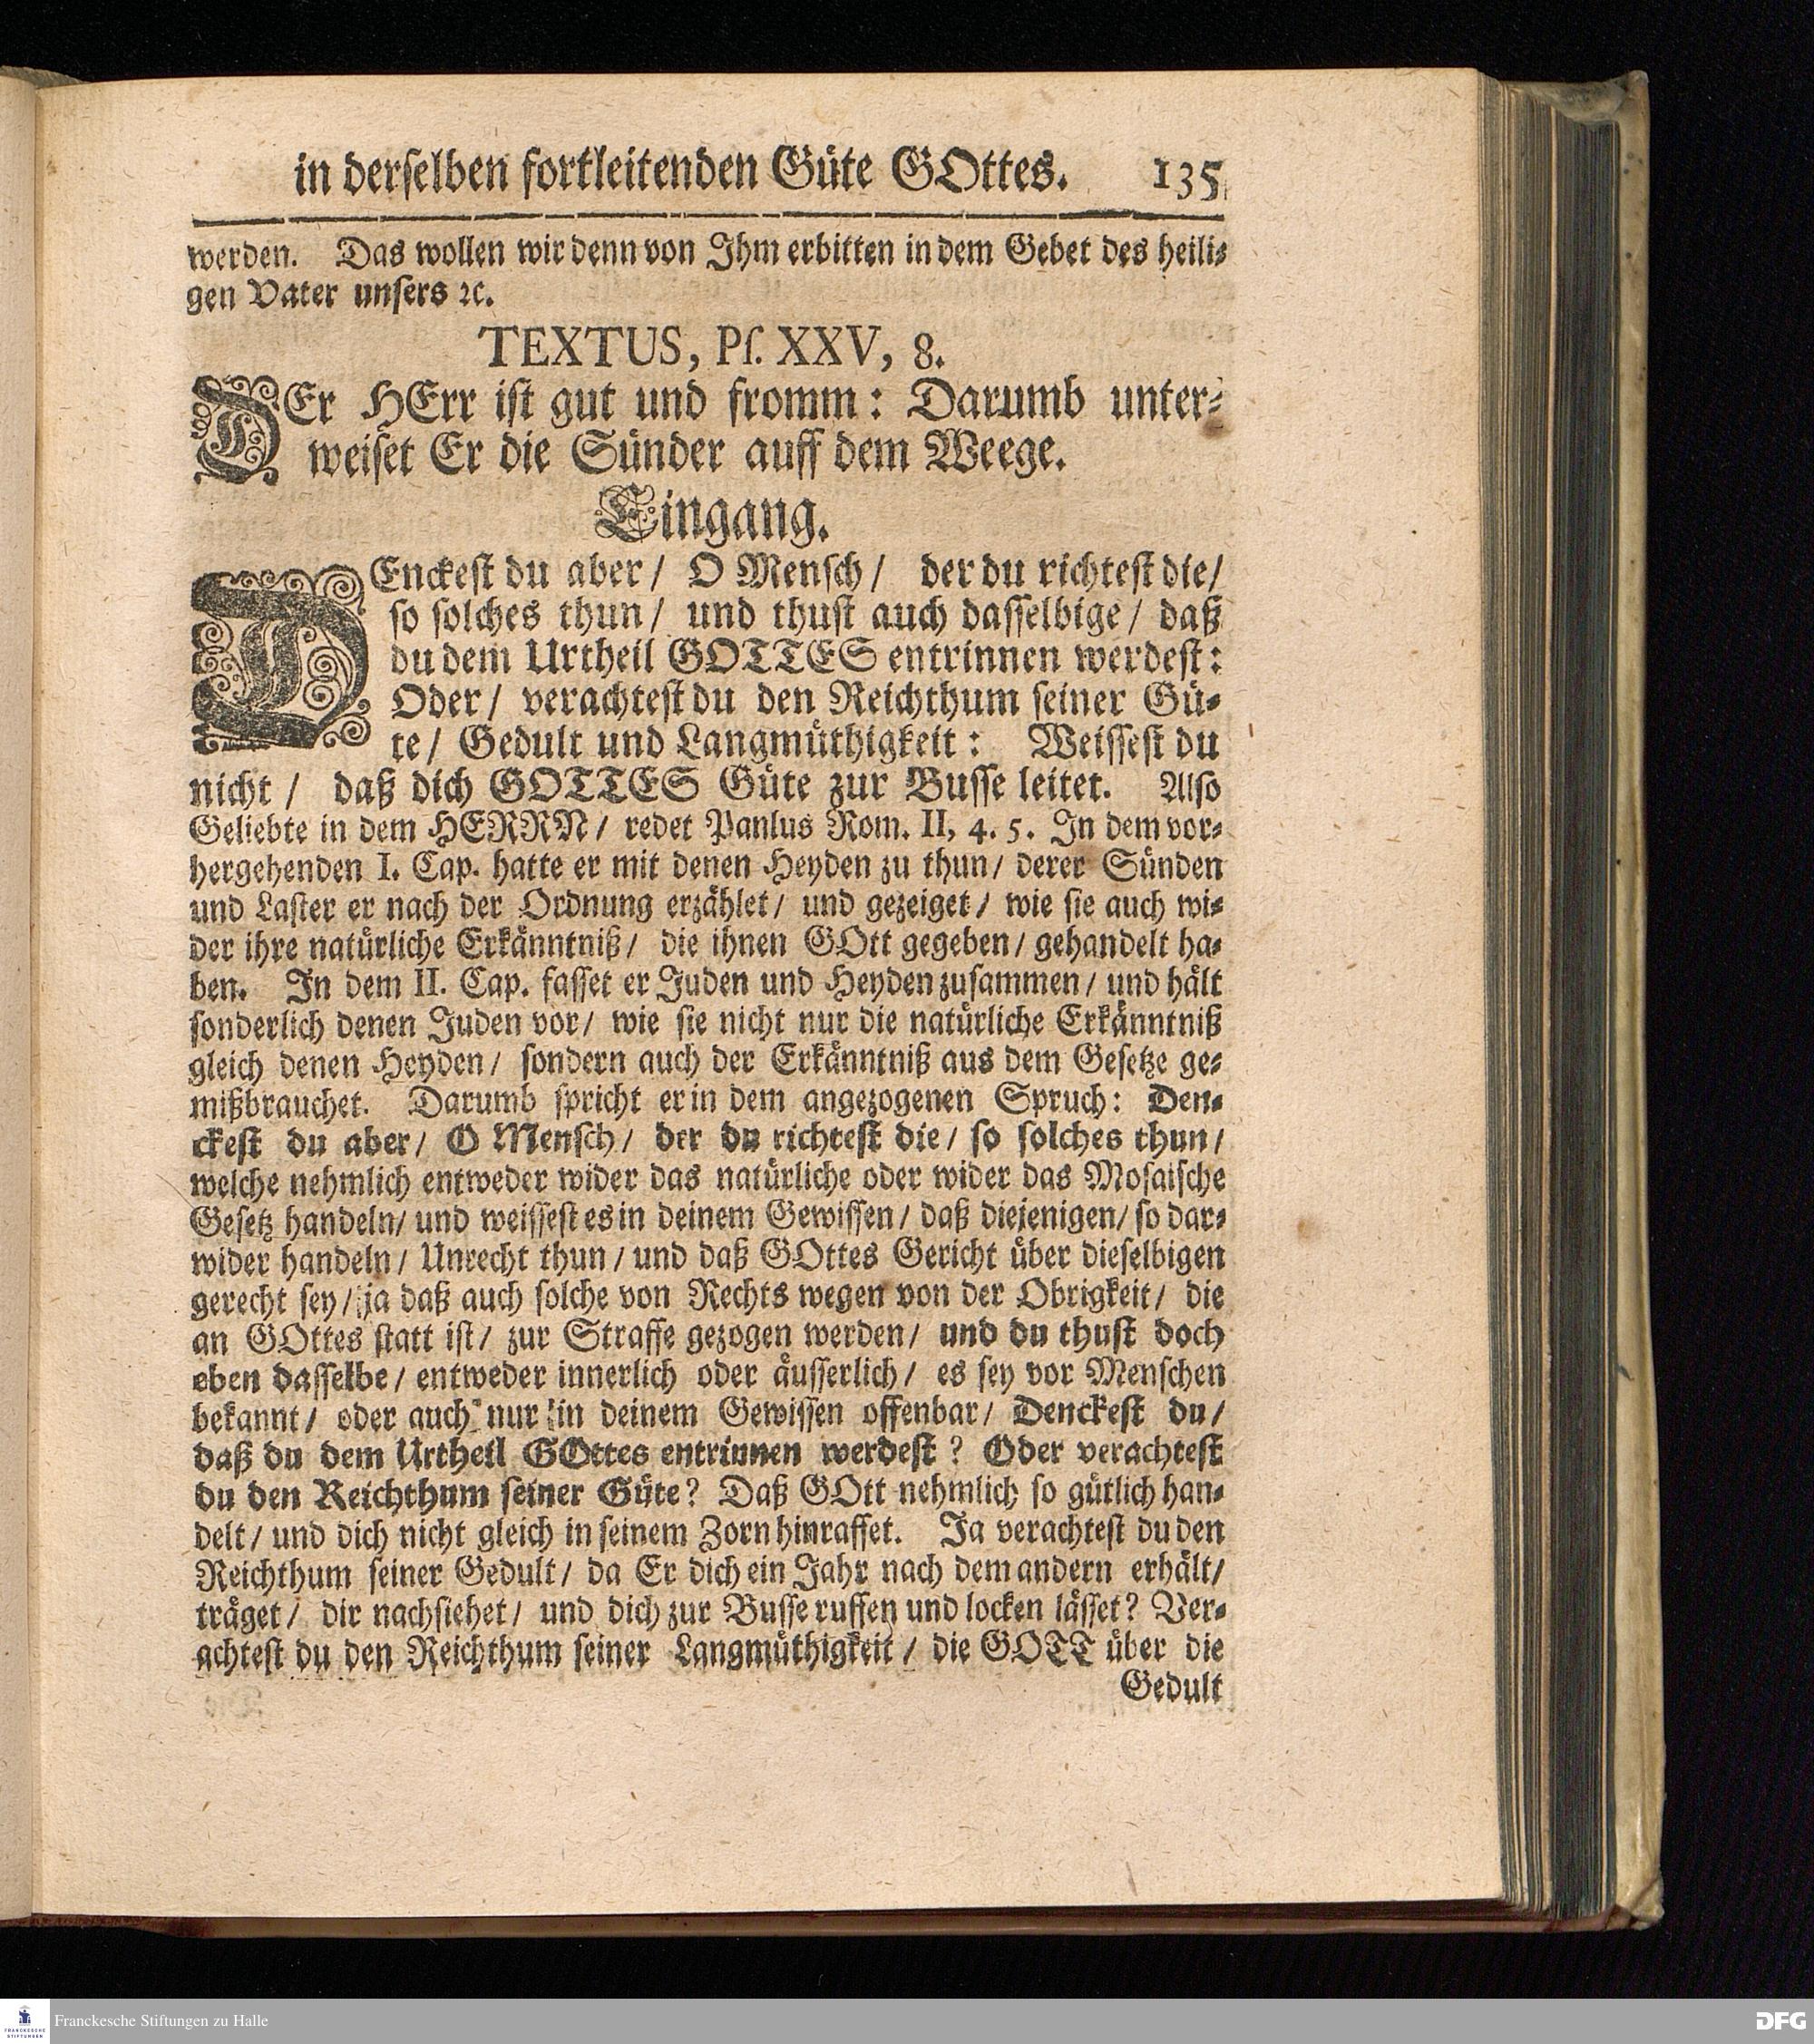 in derselben fortleitenden Güte GOttes. 135
werden. Das wollen wir denn von Ihm erbitten in dem Gebet des heili-
gen Vater unsers ꝛc.
TEXTUS, Pſ. XXV, 8.
DEr HErr ist gut und fromm: Darumb unter-
weiset Er die Sünder auff dem Weege.
Eingang.
DEnckest du aber/ O Mensch/ der du richtest die/
so solches thun/ und thust auch dasselbige/ daß
du dem Urtheil GOTTES entrinnen werdest:
Oder/ verachtest du den Reichthum seiner Gü-
te/ Gedult und Langmüthigkeit: Weissest du
nicht/ daß dich GOTTES Güte zur Busse leitet. Also
Geliebte in dem HERRN/ redet Panlus Rom. II, 4. 5. In dem vor-
hergehenden I. Cap. hatte er mit denen Heyden zu thun/ derer Sünden
und Laster er nach der Ordnung erzählet/ und gezeiget/ wie sie auch wi-
der ihre natürliche Erkänntniß/ die ihnen GOtt gegeben/ gehandelt ha-
ben. In dem II. Cap. fasset er Juden und Heyden zusammen/ und hält
sonderlich denen Juden vor/ wie sie nicht nur die natürliche Erkänntniß
gleich denen Heyden/ sondern auch der Erkänntniß aus dem Gesetze ge-
mißbrauchet. Darumb spricht er in dem angezogenen Spruch: Den-
ckest du aber/ O Mensch/ der du richtest die/ so solches thun/
welche nehmlich entweder wider das natürliche oder wider das Mosaische
Gesetz handeln/ und weissest es in deinem Gewissen/ daß diejenigen/ so dar-
wider handeln/ Unrecht thun/ und daß GOttes Gericht über dieselbigen
gerecht sey/ ja daß auch solche von Rechts wegen von der Obrigkeit/ die
an GOttes statt ist/ zur Straffe gezogen werden/ und du thust doch
eben dasselbe/ entweder innerlich oder äusserlich/ es sey vor Menschen
bekannt/ oder auch nur in deinem Gewissen offenbar/ Denckest du/
daß du dem Urtheil GOttes entrinnen werdest? Oder verachtest
du den Reichthum seiner Güte? Daß GOtt nehmlich so gütlich han-
delt/ und dich nicht gleich in seinem Zorn hinraffet. Ja verachtest du den
Reichthum seiner Gedult/ da Er dich ein Jahr nach dem andern erhält/
träget/ dir nachsiehet/ und dich zur Busse ruffen und locken lässet? Ver-
achtest du den Reichthum seiner Langmüthigkeit/ die GOTT über die
Gedult
FRANCKESCHE
STIFTUNGEN
Franckesche Stiftungen zu Halle
DFG